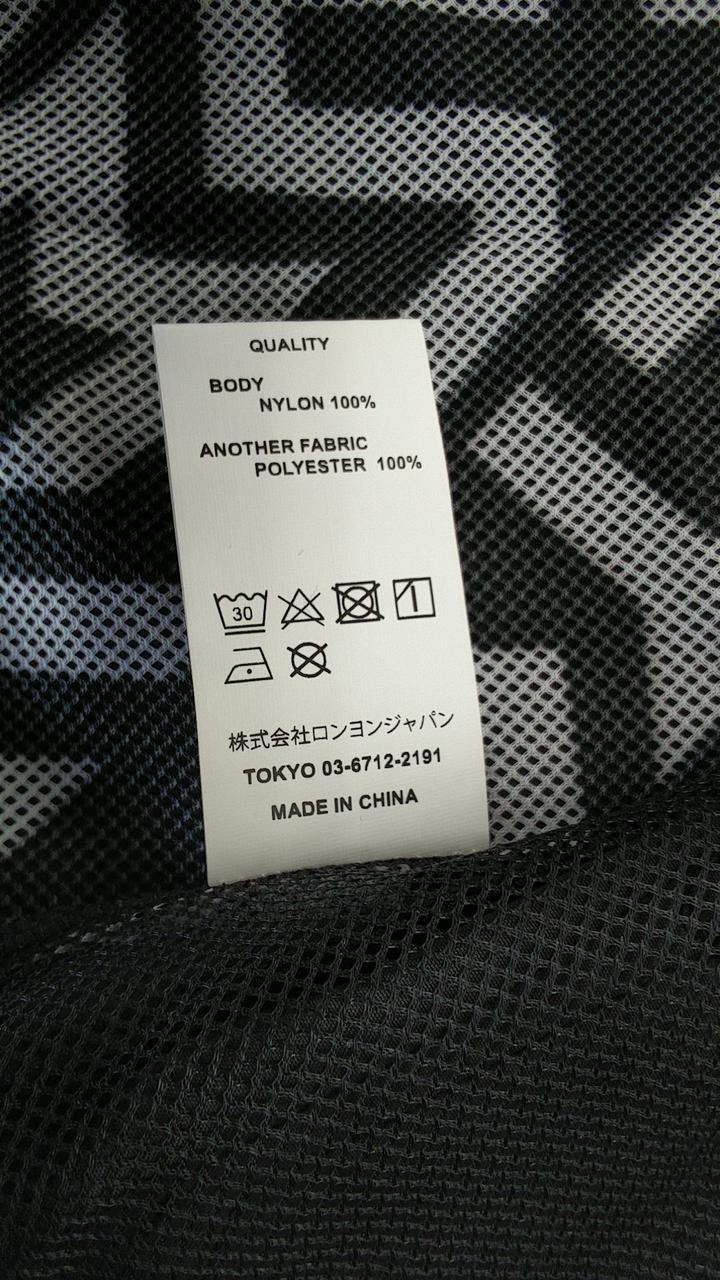 QUALITY
BODY
NYLON 100%
ANOTHER FABRIC
POLYESTER 100%
30
株式会社ロンヨンジャパン
TOKYO 03-6712-2191
MADE IN CHINA